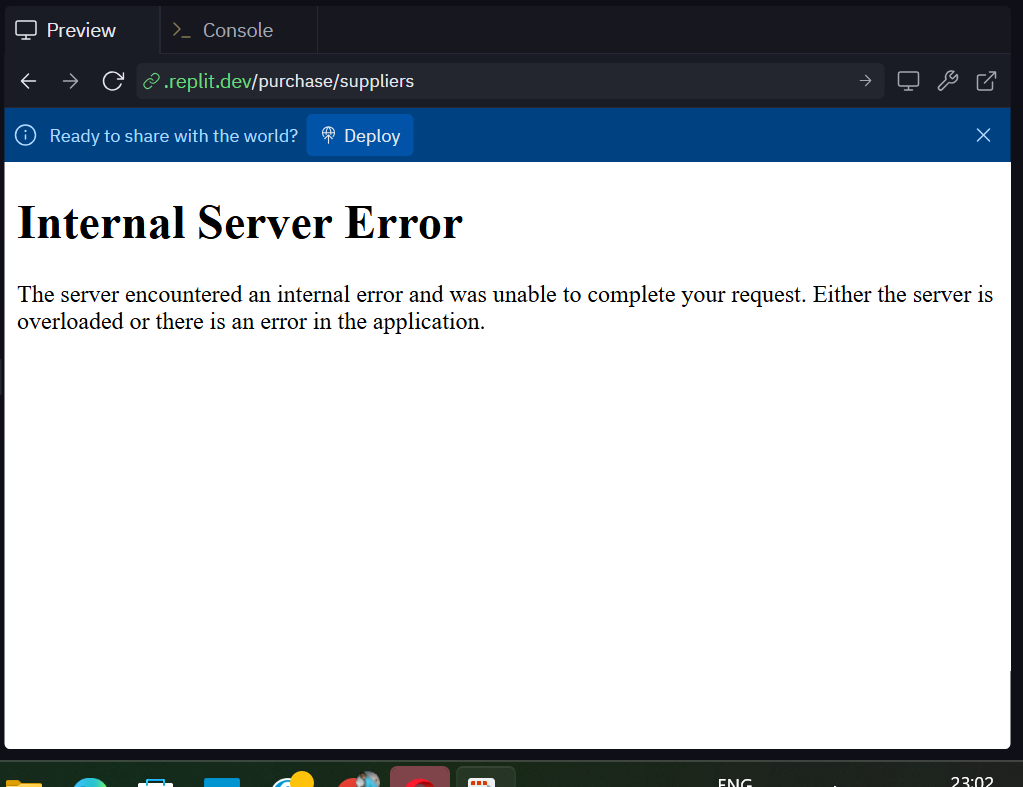 Preview
>_ Console
.replit.dev/purchase/suppliers
Ready to share with the world? Deploy
Internal Server Error
The server encountered an internal error and was unable to complete your request. Either the server is
overloaded or there is an error in the application.
ENG
23:02